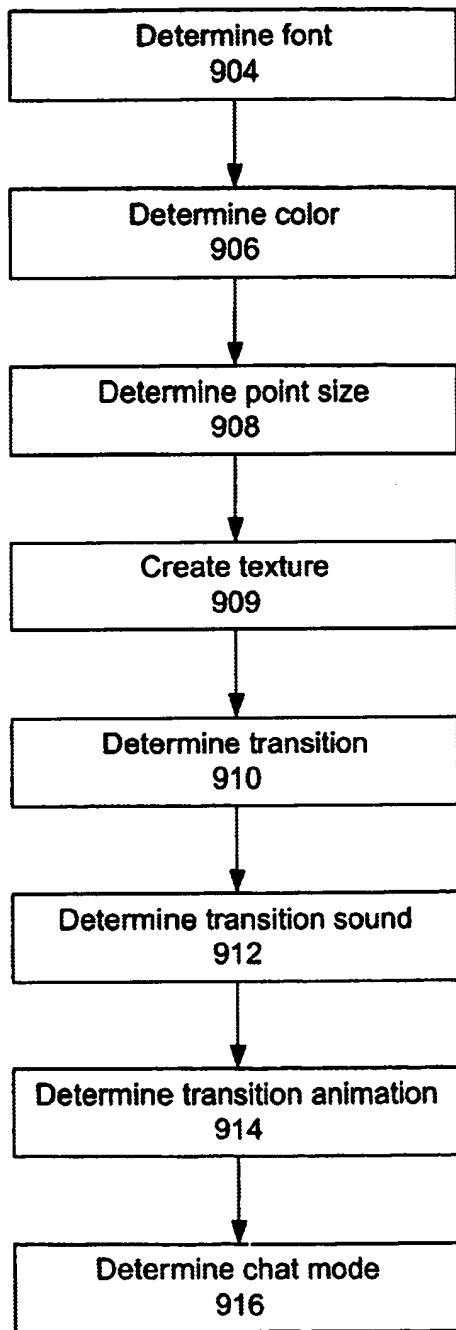 Determine font
904
Determine color
906
Determine point size
908
Create texture
909
Determine transition
910
Determine transition sound
912
Determine transition animation
914
Determine chat mode
916